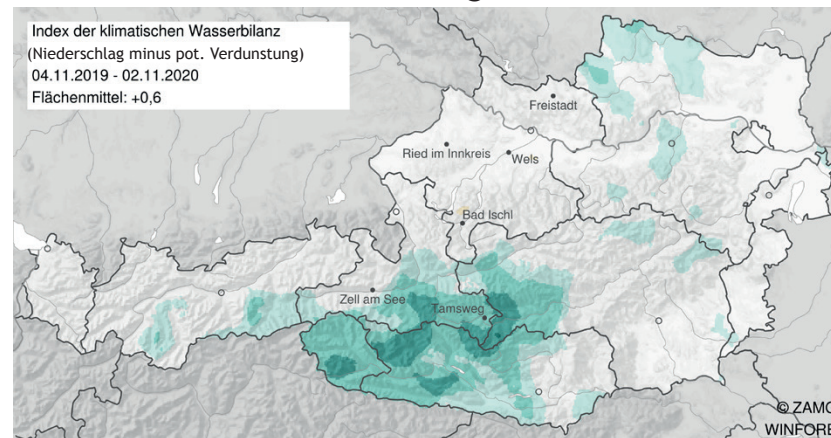 Index der klimatischen Wasserbilanz
(Niederschlag minus pot. Verdunstung)
04.11.2019 - 02.11.2020
Flächenmittel: +0,6
Freistadt
Ried im Innkreis
Wels
Bad Ischl
Zell am See
Tamsweg
© ZAMG
WINFORE